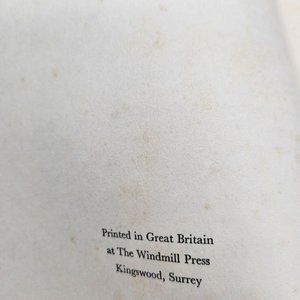 Printed in Great Britain
at The Windmill Press
Kingswood, Surrey